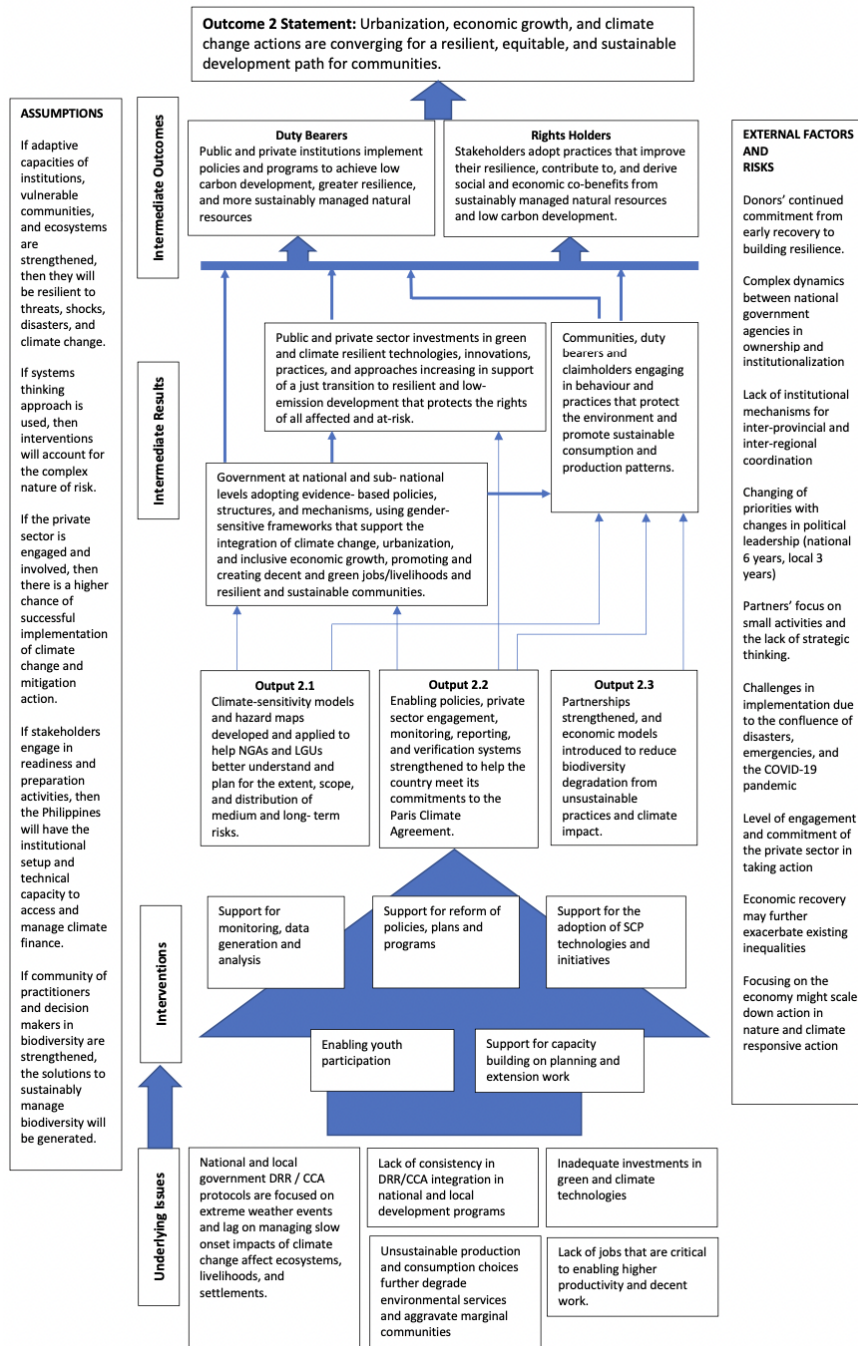 Outcome 2 Statement: Urbanization, economic growth, and climate
change actions are converging for a resilient, equitable, and sustainable
development path for communities.
ASSUMPTIONS
If adaptive
capacities of
institutions,
vulnerable
communities,
and ecosystems
are
strengthened,
then they will
be resilient to
threats, shocks,
disasters, and
climate change.
If systems
thinking
approach is
used, then
interventions
will account for
the complex
nature of risk.
If the private
sector is
engaged and
involved, then
there is a higher
chance of
successful
implementation
of climate
change and
mitigation
action.
If stakeholders
engage in
readiness and
preparation
activities, then
the Philippines
will have the
institutional
setup and
technical
capacity to
access and
manage climate
finance.
If community of
practitioners
and decision
makers in
biodiversity are
strengthened,
the solutions to
sustainably
manage
biodiversity will
be generated.
Intermediate Outcomes
Duty Bearers
Public and private institutions implement
policies and programs to achieve low
carbon development, greater resilience,
and more sustainably managed natural
resources
Rights Holders
Stakeholders adopt practices that improve
their resilience, contribute to, and derive
social and economic co-benefits from
sustainably managed natural resources
and low carbon development.
Intermediate Results
Public and private sector investments in green
and climate resilient technologies, innovations,
practices, and approaches increasing in support
of a just transition to resilient and low-
emission development that protects the rights
of all affected and at-risk.
Communities, duty
bearers and
claimholders engaging
in behaviour and
practices that protect
the environment and
promote sustainable
consumption and
production patterns.
Government at national and sub- national
levels adopting evidence- based policies,
structures, and mechanisms, using gender-
sensitive frameworks that support the
integration of climate change, urbanization,
and inclusive economic growth, promoting and
creating decent and green jobs/livelihoods and
resilient and sustainable communities.
Output 2.1
Climate-sensitivity models
and hazard maps
developed and applied to
help NGAs and LGUs
better understand and
plan for the extent, scope,
and distribution of
medium and long- term
risks.
Output 2.2
Enabling policies, private
sector engagement,
monitoring, reporting,
and verification systems
strengthened to help the
country meet its
commitments to the
Paris Climate
Agreement.
Output 2.3
Partnerships
strengthened, and
economic models
introduced to reduce
biodiversity
degradation from
unsustainable
practices and climate
impact.
Interventions
Support for
monitoring, data
generation and
analysis
Support for reform of
policies, plans and
programs
Support for the
adoption of SCP
technologies and
initiatives
Enabling youth
participation
Support for capacity
building on planning and
extension work
Underlying Issues
National and local
government DRR / CCA
protocols are focused on
extreme weather events
and lag on managing slow
onset impacts of climate
change affect ecosystems,
livelihoods, and
settlements.
Lack of consistency in
DRR/CCA integration in
national and local
development programs
Inadequate investments in
green and climate
technologies
Unsustainable production
and consumption choices
further degrade
environmental services
and aggravate marginal
communities
Lack of jobs that are critical
to enabling higher
productivity and decent
work.
EXTERNAL FACTORS
AND
RISKS
Donors' continued
commitment from
early recovery to
building resilience.
Complex dynamics
between national
government
agencies in
ownership and
institutionalization
Lack of institutional
mechanisms for
inter-provincial and
inter-regional
coordination
Changing of
priorities with
changes in political
leadership (national
6 years, local 3
years)
Partners' focus on
small activities and
the lack of strategic
thinking.
Challenges in
implementation due
to the confluence of
disasters,
emergencies, and
the COVID-19
pandemic
Level of engagement
and commitment of
the private sector in
taking action
Economic recovery
may further
exacerbate existing
inequalities
Focusing on the
economy might scale
down action in
nature and climate
responsive action